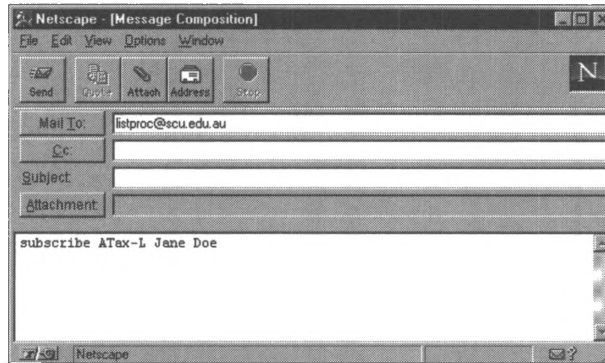 Netscape - [Message Composition]
File Edit View Options Window
Send Quote Attach Address Stop
N
Mail To: listproc@scu.edu.au
Cc:
Subject:
Attachment:
subscribe ATax-L Jane Doe
Netscape
?